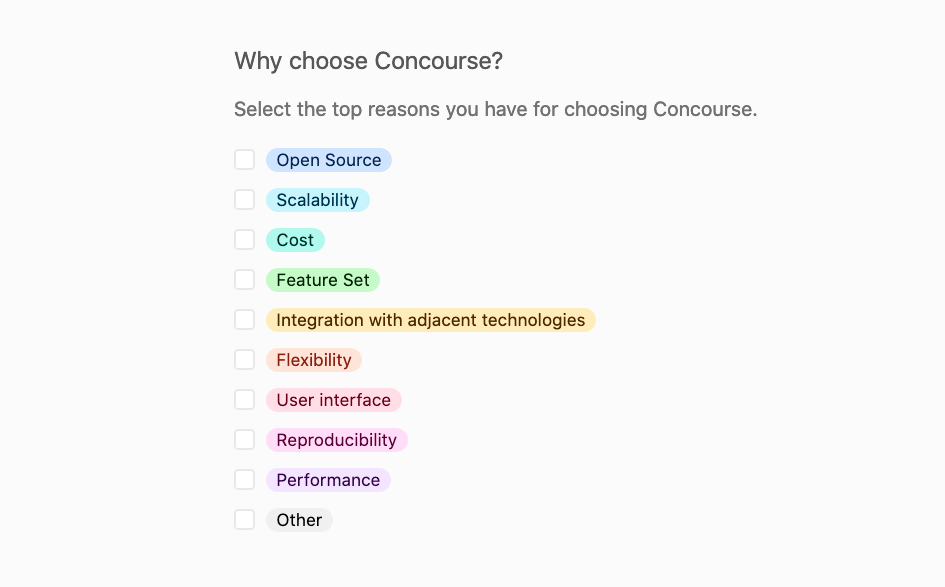 Why choose Concourse?
Select the top reasons you have for choosing Concourse.
Open Source
Scalability
Cost
Feature Set
Integration with adjacent technologies
Flexibility
User interface
Reproducibility
Performance
Other